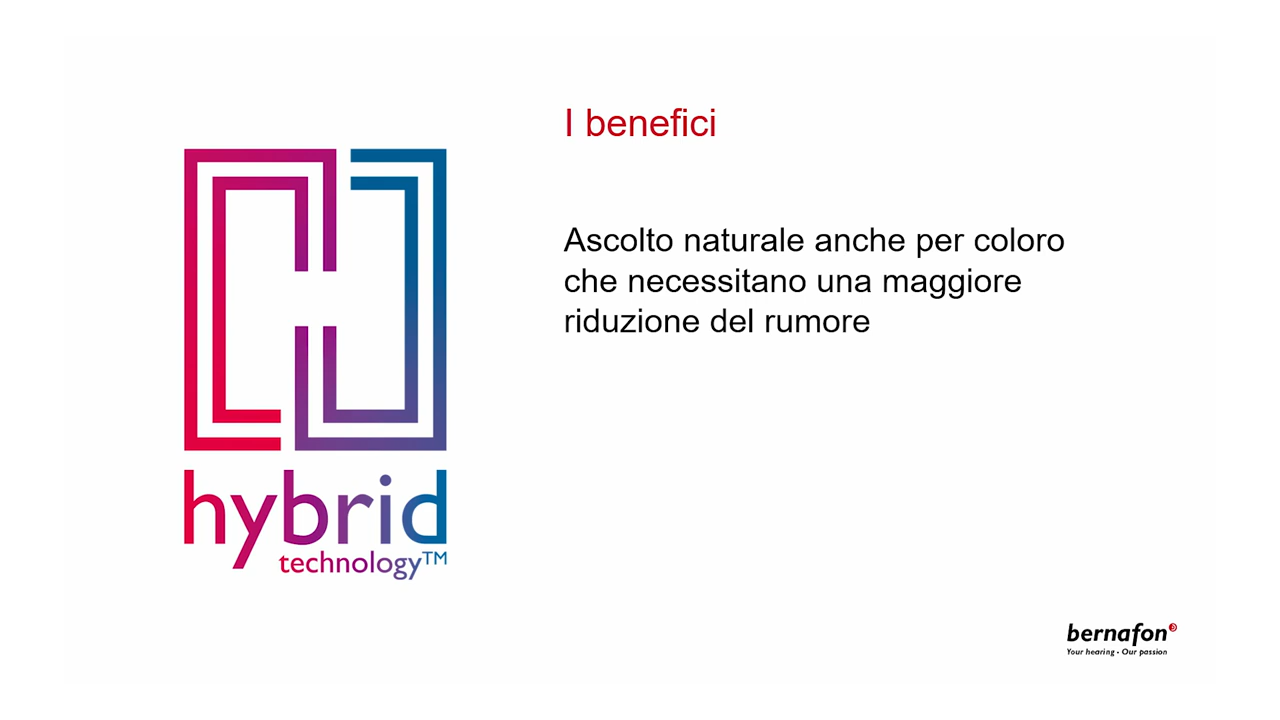 I benefici
Ascolto naturale anche per coloro
che necessitano una maggiore
riduzione del rumore
hybrid
technology™
bernafon
Your hearing • Our passion